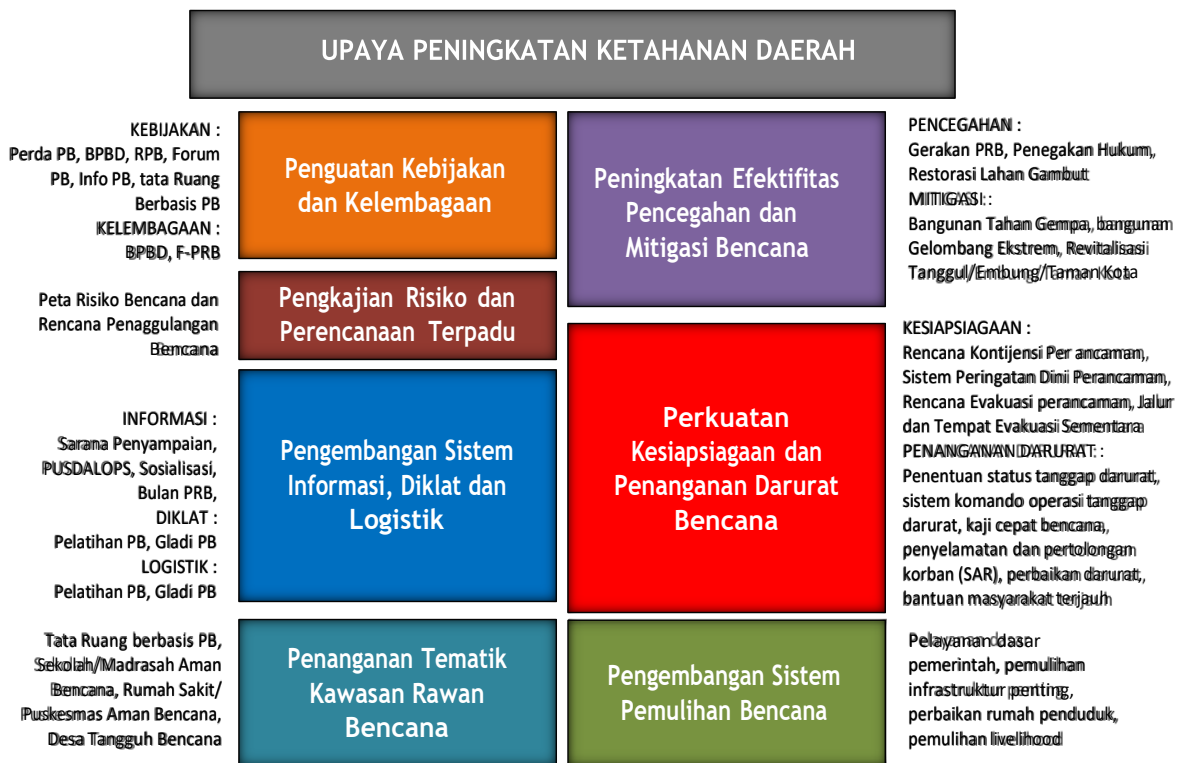 UPAYA PENINGKATAN KETAHANAN DAERAH
KEBIJAKAN :
Perda PB, BPBD, RPB, Forum
PB, Info PB, tata Ruang
Berbasis PB
KELEMBAGAAN :
BPBD, F-PRB
Penguatan Kebijakan
dan Kelembagaan
Peta Risiko Bencana dan
Rencana Penaggulangan
Bencana
Pengkajian Risiko dan
Perencanaan Terpadu
INFORMASI :
Sarana Penyampaian,
PUSDALOPS, Sosialisasi,
Bulan PRB,
DIKLAT :
Pelatihan PB, Gladi PB
LOGISTIK :
Pelatihan PB, Gladi PB
Pengembangan Sistem
Informasi, Diklat dan
Logistik
Tata Ruang berbasis PB,
Sekolah/Madrasah Aman
Bencana, Rumah Sakit/
Puskesmas Aman Bencana,
Desa Tangguh Bencana
Penanganan Tematik
Kawasan Rawan
Bencana
Peningkatan Efektifitas
Pencegahan dan
Mitigasi Bencana
PENCEGAHAN :
Gerakan PRB, Penegakan Hukum,
Restorasi Lahan Gambut
MITIGASI :
Bangunan Tahan Gempa, bangunan
Gelombang Ekstrem, Revitalisasi
Tanggul/Embung/Taman Kota
Perkuatan
Kesiapsiagaan dan
Penanganan Darurat
Bencana
KESIAPSIAGAAN :
Rencana Kontijensi Per ancaman,
Sistem Peringatan Dini Perancaman,
Rencana Evakuasi perancaman, Jalur
dan Tempat Evakuasi Sementara
PENANGANAN DARURAT :
Penentuan status tanggap darurat,
sistem komando operasi tanggap
darurat, kaji cepat bencana,
penyelamatan dan pertolongan
korban (SAR), perbaikan darurat,
bantuan masyarakat terjauh
Pengembangan Sistem
Pemulihan Bencana
Pelayanan dasar
pemerintah, pemulihan
infrastruktur penting,
perbaikan rumah penduduk,
pemulihan livelihood